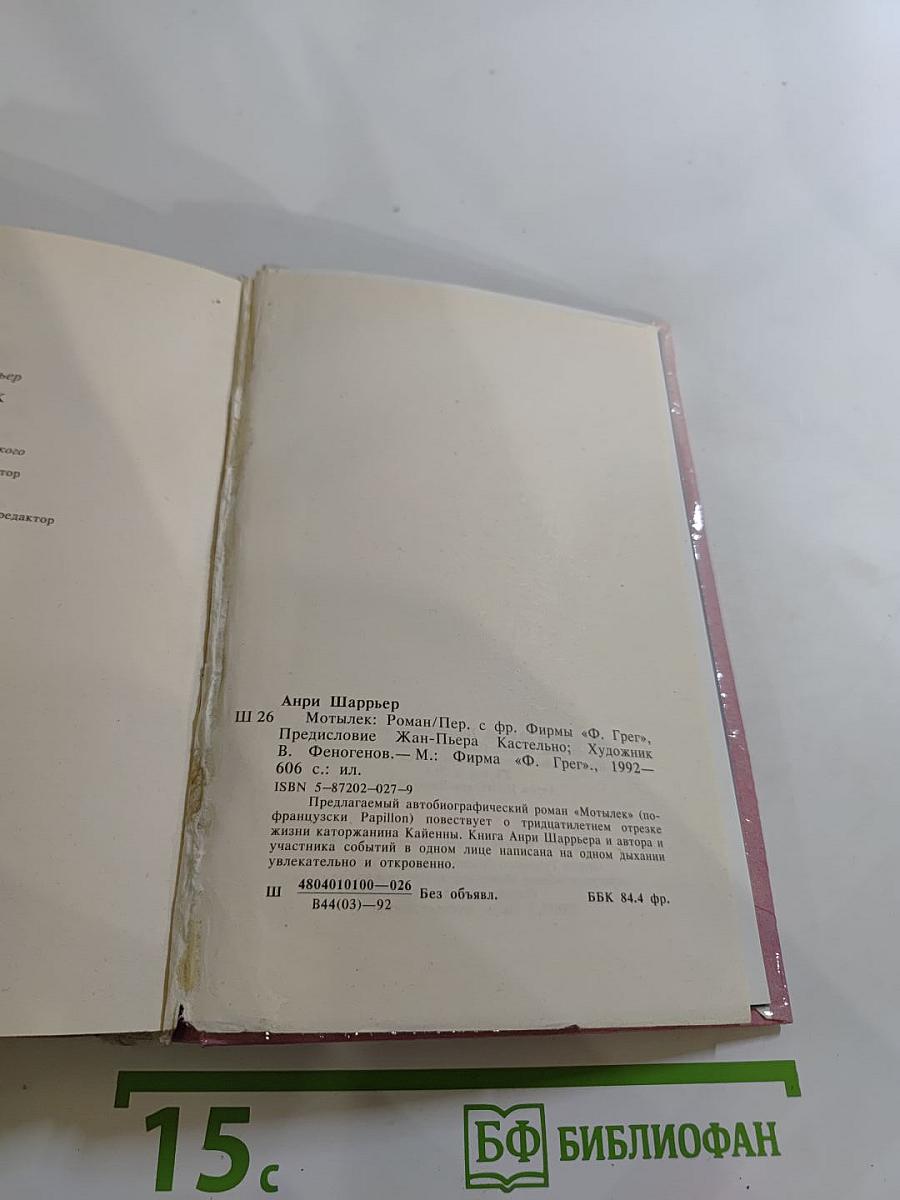 ьер
К
кого
тор
редактор
Анри Шаррьер
Ш 26 Мотылек: Роман/Пер. с фр. Фирмы «Ф. Грег»,
Предисловие Жан-Пьера Кастельно; Художник
В. Феногенов.— М.: Фирма «Ф. Грег»., 1992—
606 с.: ил.
ISBN 5—87202—027—9
Предлагаемый автобиографический роман «Мотылек» (по-
французски Papillon) повествует о тридцатилетнем отрезке
жизни каторжанина Кайенны. Книга Анри Шаррьера и автора и
участника событий в одном лице написана на одном дыхании
увлекательно и откровенно.
Ш 4804010100—026 Без объявл. ББК 84.4 фр.
В44(03)—92
15 с
БФ БИБЛИОФАН